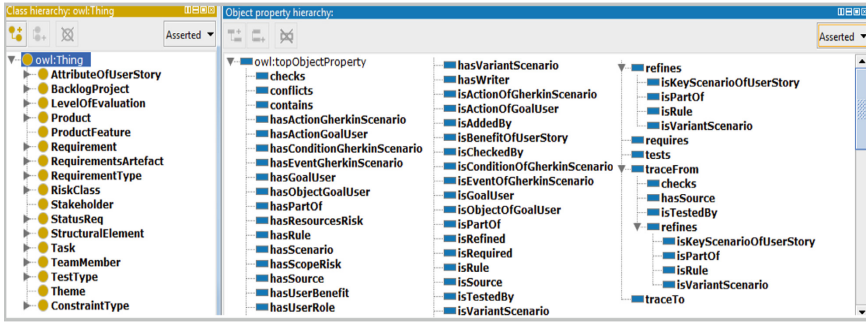 Class hierarchy: owl:Thing
Asserted
owl:Thing
AttributeOfUserStory
BacklogProject
LevelOfEvaluation
Product
ProductFeature
Requirement
RequirementsArtefact
RequirementType
RiskClass
Stakeholder
StatusReq
StructuralElement
Task
TeamMember
TestType
Theme
ConstraintType
Object property hierarchy:
Asserted
owl:topObjectProperty
checks
conflicts
contains
hasActionGherkinScenario
hasActionGoalUser
hasConditionGherkinScenario
hasEventGherkinScenario
hasGoalUser
hasObjectGoalUser
hasPartOf
hasResourcesRisk
hasRule
hasScenario
hasScopeRisk
hasSource
hasUserBenefit
hasUserRole
hasVariantScenario
hasWriter
isActionOfGherkinScenario
isActionOfGoalUser
isAddedBy
isBenefitOfUserStory
isCheckedBy
isConditionOfGherkinScenario
isEventOfGherkinScenario
isGoalUser
isObjectOfGoalUser
isPartOf
isRefined
isRequired
isRule
isSource
isTestedBy
isVariantScenario
refines
isKeyScenarioOfUserStory
isPartOf
isRule
isVariantScenario
requires
tests
traceFrom
checks
hasSource
isTestedBy
refines
isKeyScenarioOfUserStory
isPartOf
isRule
isVariantScenario
traceTo